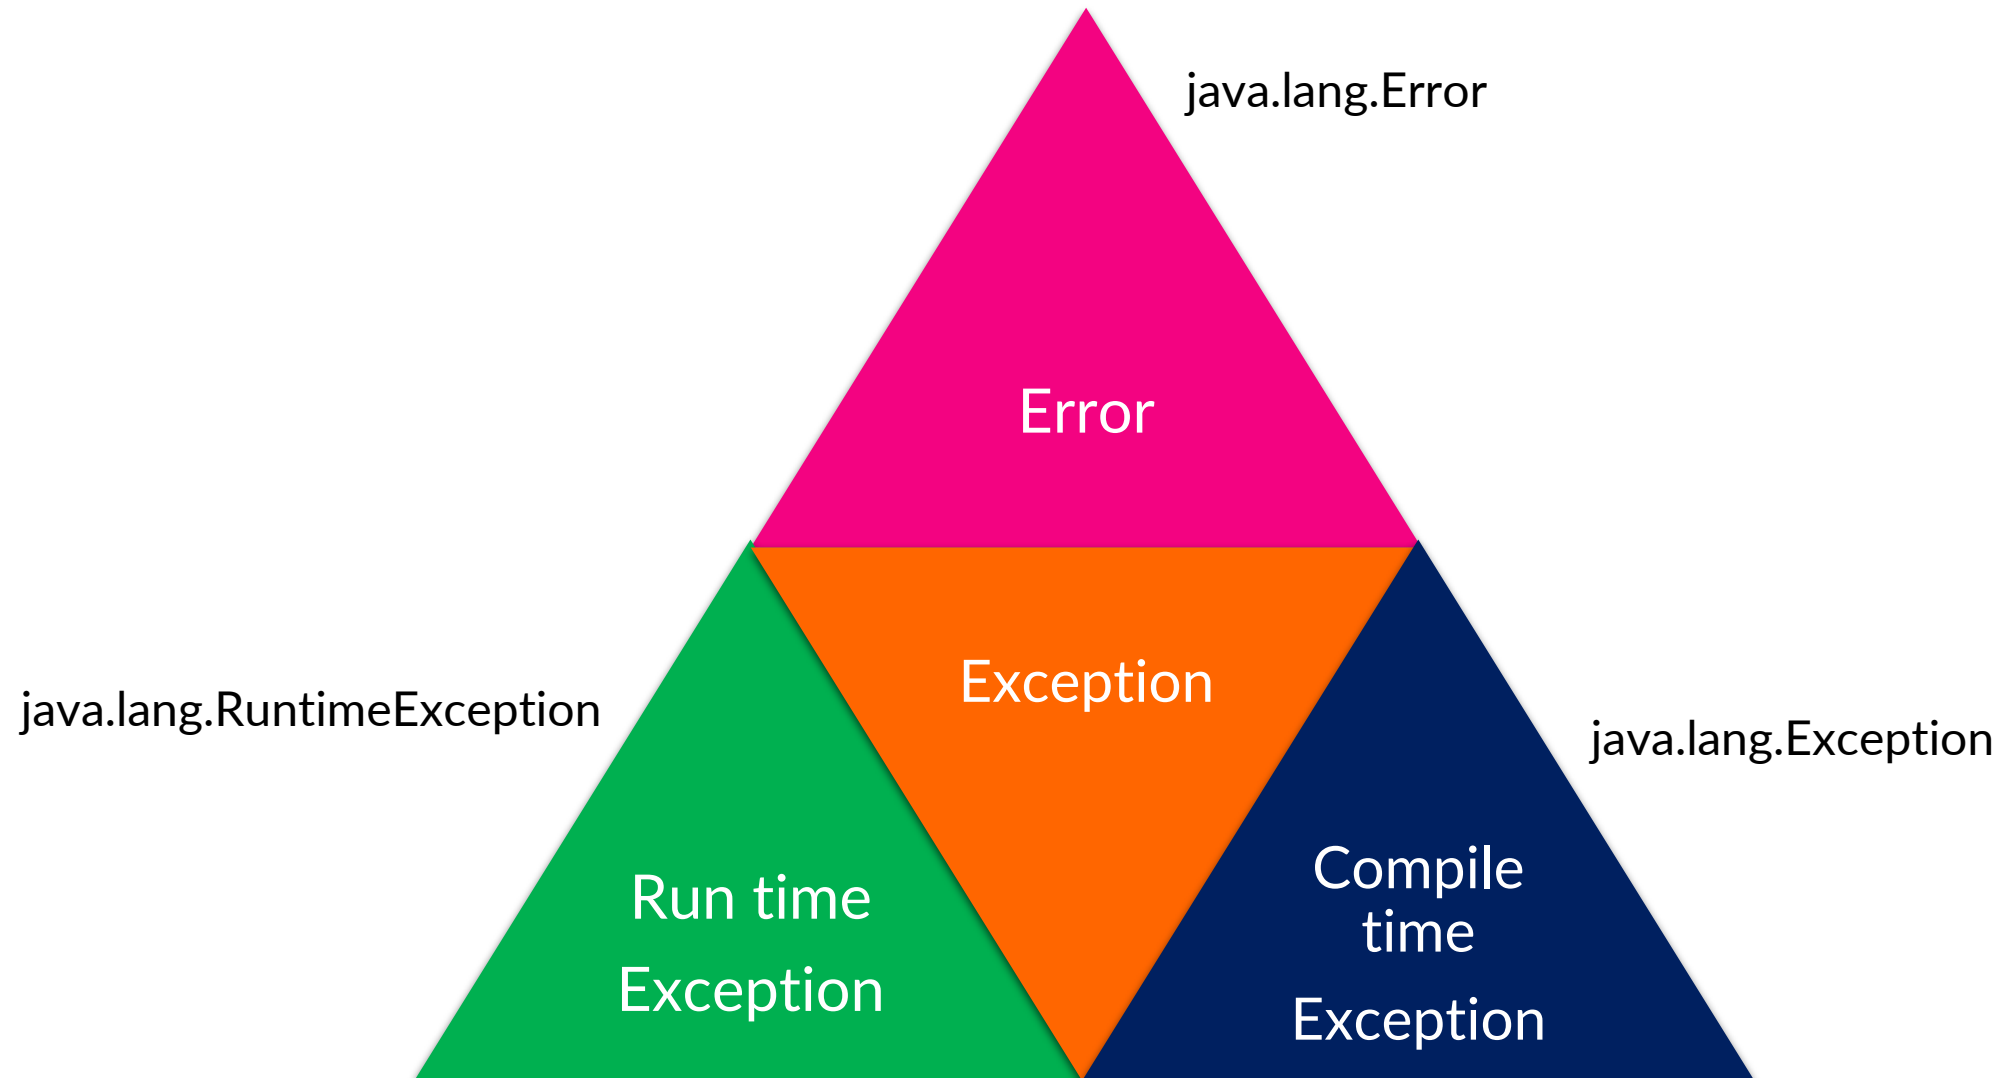 java.lang.Error
Error
Exception
java.lang.RuntimeException
java.lang.Exception
Run time
Exception
Compile
time
Exception